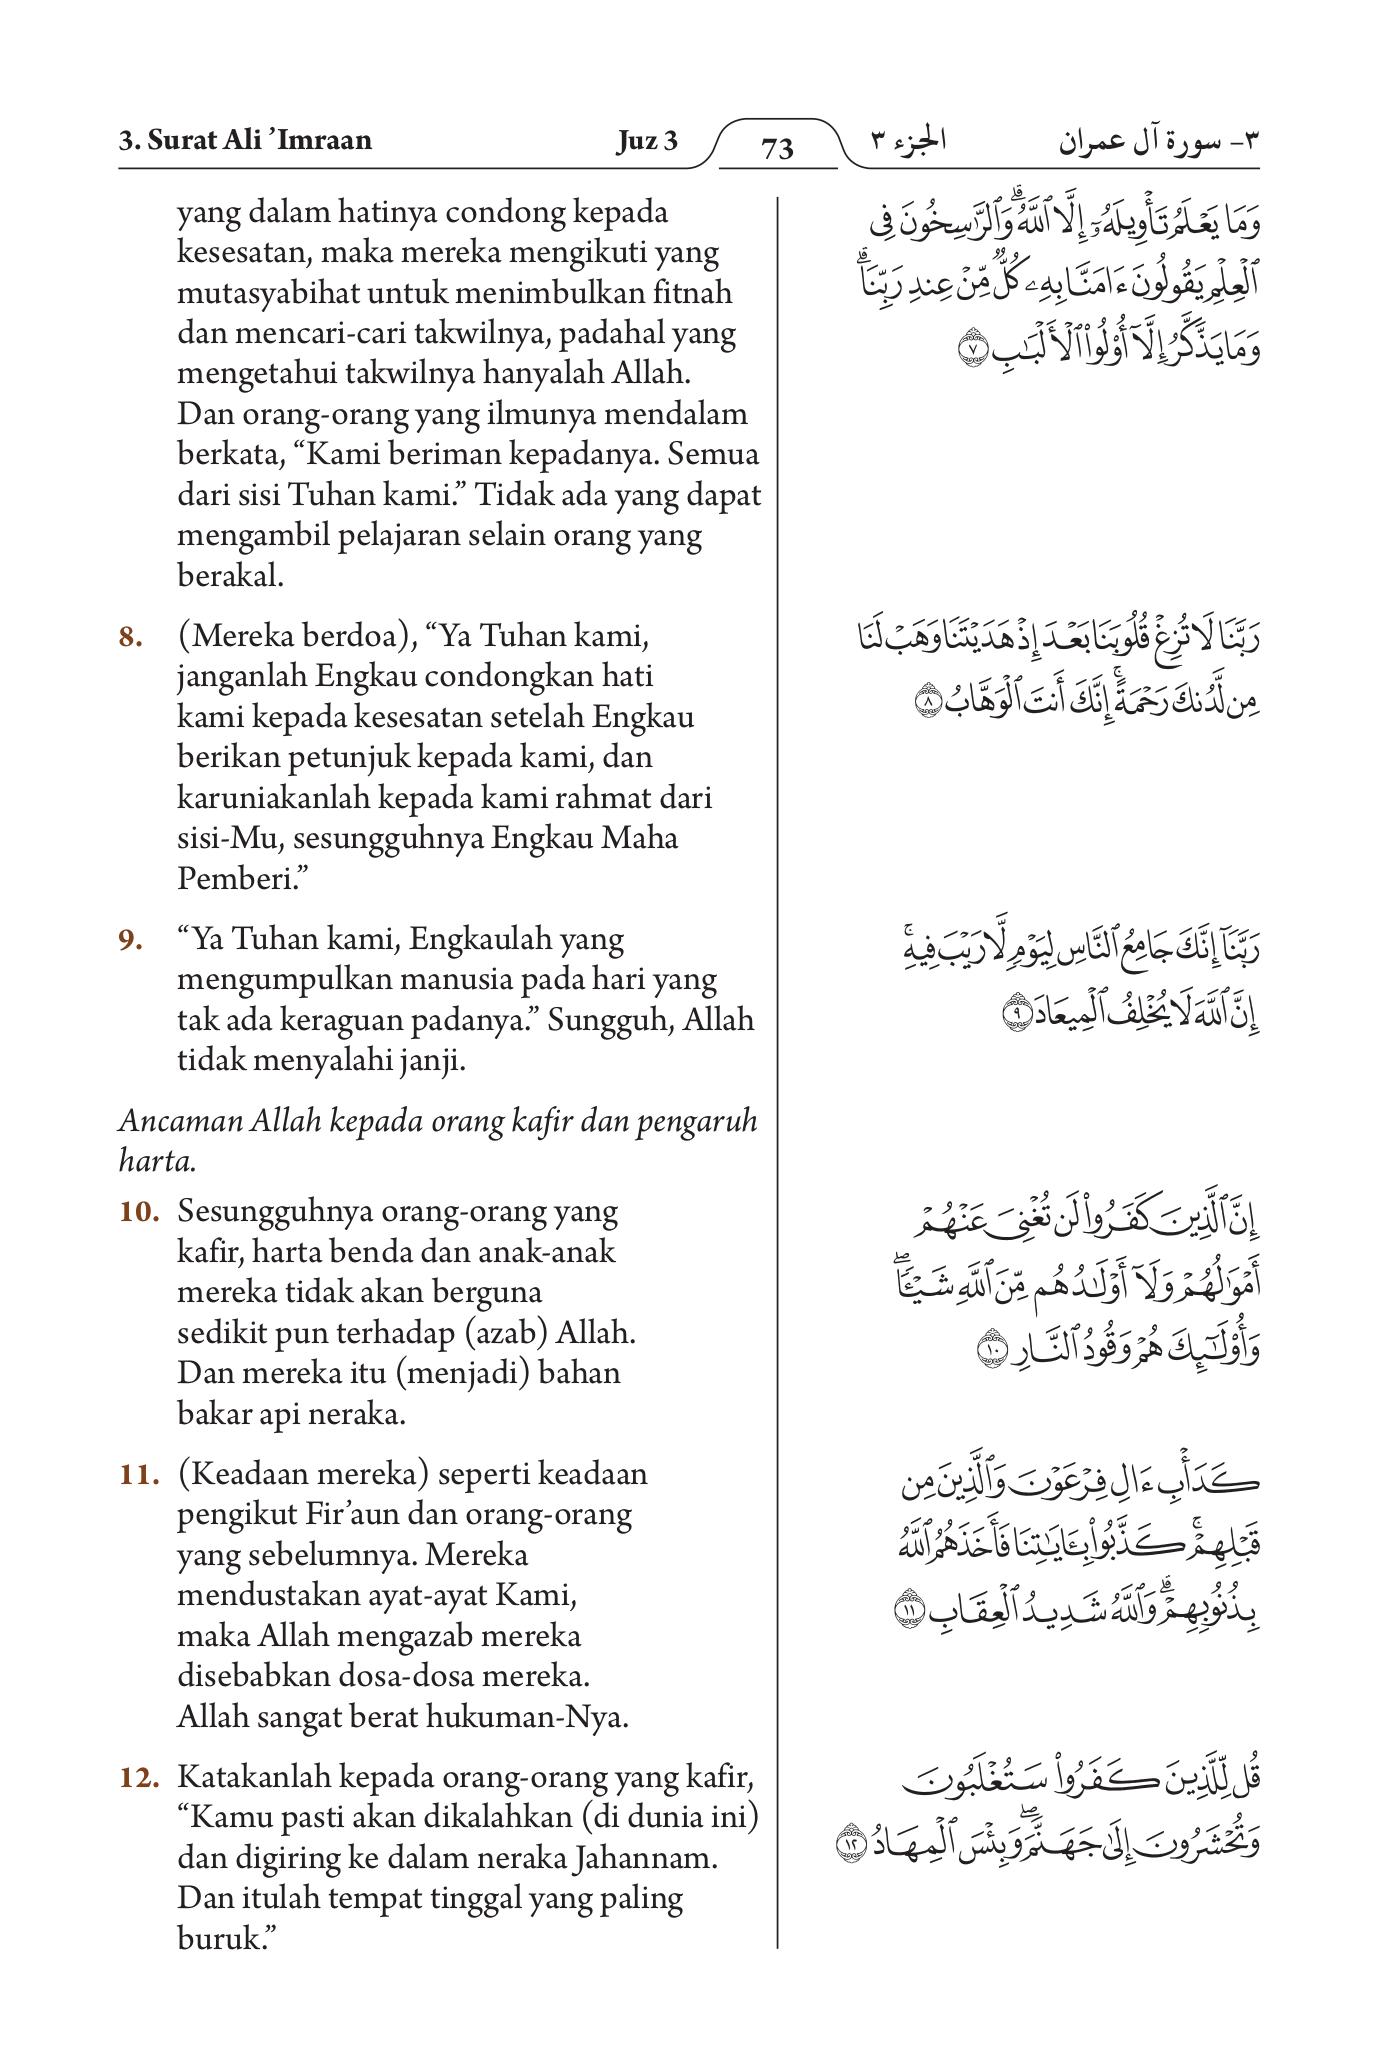 3. Surat Ali ’Imraan
Juz 3
73
الجزء ٣
٣- سورة آل عمران
yang dalam hatinya condong kepada
kesesatan, maka mereka mengikuti yang
mutasyabihat untuk menimbulkan fitnah
dan mencari-cari takwilnya, padahal yang
mengetahui takwilnya hanyalah Allah.
Dan orang-orang yang ilmunya mendalam
berkata, “Kami beriman kepadanya. Semua
dari sisi Tuhan kami.” Tidak ada yang dapat
mengambil pelajaran selain orang yang
berakal.
وَمَا يَعْلَمُ تَأْوِيلَهُۥٓ إِلَّا ٱللَّهُۗ وَٱلرَّٰسِخُونَ فِى
ٱلْعِلْمِ يَقُولُونَ ءَامَنَّا بِهِۦ كُلٌّ مِّنْ عِندِ رَبِّنَاۗ
وَمَا يَذَّكَّرُ إِلَّآ أُو۟لُوا۟ ٱلْأَلْبَٰبِ ٧
8. (Mereka berdoa), “Ya Tuhan kami,
janganlah Engkau condongkan hati
kami kepada kesesatan setelah Engkau
berikan petunjuk kepada kami, dan
karuniakanlah kepada kami rahmat dari
sisi-Mu, sesungguhnya Engkau Maha
Pemberi.”
رَبَّنَا لَا تُزِغْ قُلُوبَنَا بَعْدَ إِذْ هَدَيْتَنَا وَهَبْ لَنَا
مِن لَّدُنكَ رَحْمَةًۚ إِنَّكَ أَنتَ ٱلْوَهَّابُ ٨
9. “Ya Tuhan kami, Engkaulah yang
mengumpulkan manusia pada hari yang
tak ada keraguan padanya.” Sungguh, Allah
tidak menyalahi janji.
رَبَّنَآ إِنَّكَ جَامِعُ ٱلنَّاسِ لِيَوْمٍ لَّا رَيْبَ فِيهِۚ
إِنَّ ٱللَّهَ لَا يُخْلِفُ ٱلْمِيعَادَ ٩
Ancaman Allah kepada orang kafir dan pengaruh
harta.
10. Sesungguhnya orang-orang yang
kafir, harta benda dan anak-anak
mereka tidak akan berguna
sedikit pun terhadap (azab) Allah.
Dan mereka itu (menjadi) bahan
bakar api neraka.
إِنَّ ٱلَّذِينَ كَفَرُوا۟ لَن تُغْنِىَ عَنْهُمْ
أَمْوَٰلُهُمْ وَلَآ أَوْلَٰدُهُم مِّنَ ٱللَّهِ شَيْـًٔاۖ
وَأُو۟لَٰٓئِكَ هُمْ وَقُودُ ٱلنَّارِ ١٠
11. (Keadaan mereka) seperti keadaan
pengikut Fir’aun dan orang-orang
yang sebelumnya. Mereka
mendustakan ayat-ayat Kami,
maka Allah mengazab mereka
disebabkan dosa-dosa mereka.
Allah sangat berat hukuman-Nya.
كَدَأْبِ ءَالِ فِرْعَوْنَ وَٱلَّذِينَ مِن
قَبْلِهِمْۚ كَذَّبُوا۟ بِـَٔايَٰتِنَا فَأَخَذَهُمُ ٱللَّهُ
بِذُنُوبِهِمْۗ وَٱللَّهُ شَدِيدُ ٱلْعِقَابِ ١١
12. Katakanlah kepada orang-orang yang kafir,
“Kamu pasti akan dikalahkan (di dunia ini)
dan digiring ke dalam neraka Jahannam.
Dan itulah tempat tinggal yang paling
buruk.”
قُل لِّلَّذِينَ كَفَرُوا۟ سَتُغْلَبُونَ
وَتُحْشَرُونَ إِلَىٰ جَهَنَّمَۖ وَبِئْسَ ٱلْمِهَادُ ١٢